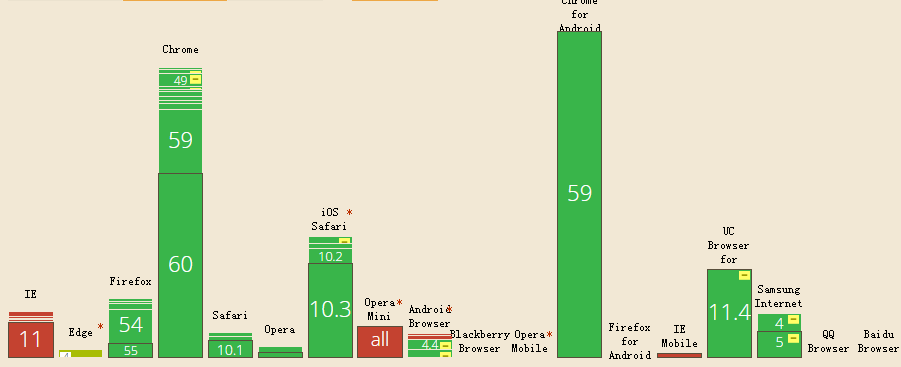 Chrome
for
Android
Chrome
49
59
60
59
iOS *
Safari
10.2
10.3
UC
Browser
for
11.4
IE
11
Edge *
4
Firefox
54
55
Safari
10.1
Opera
Opera *
Mini
all
Android *
Browser
4.4
Blackberry
Browser
Opera *
Mobile
Firefox
for
Android
IE
Mobile
Samsung
Internet
4
5
QQ
Browser
Baidu
Browser